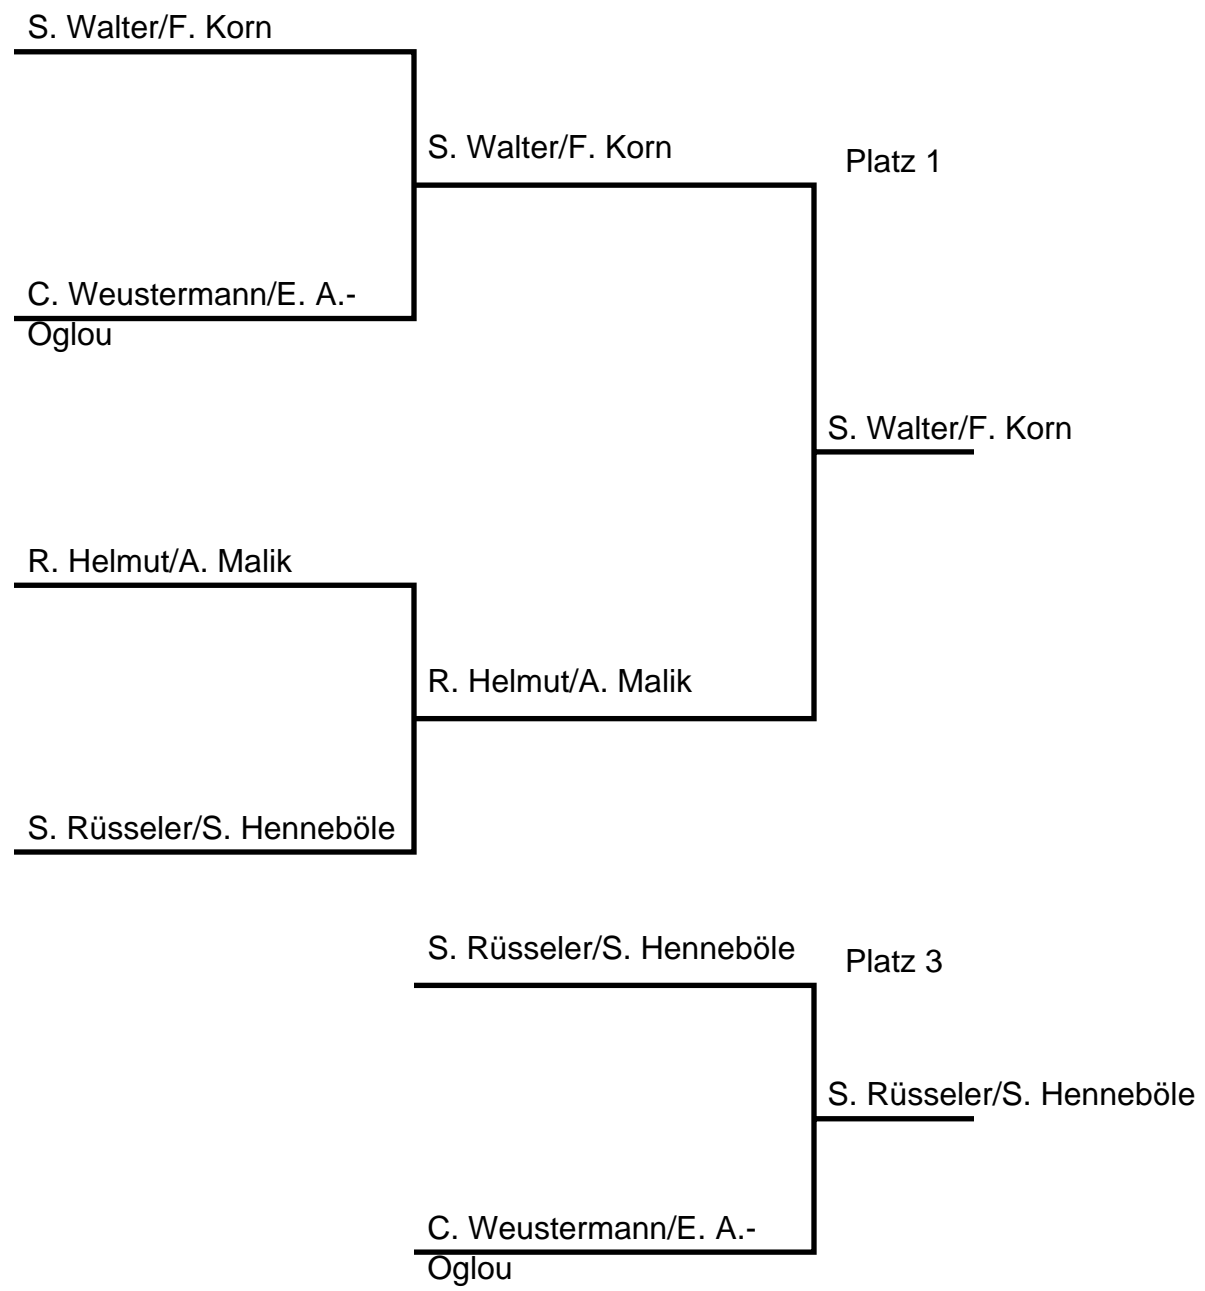 S. Walter/F. Korn
S. Walter/F. Korn
Platz 1
C. Weustermann/E. A.-
Oglou
S. Walter/F. Korn
R. Helmut/A. Malik
R. Helmut/A. Malik
S. Rüsseler/S. Henneböle
S. Rüsseler/S. Henneböle
Platz 3
S. Rüsseler/S. Henneböle
C. Weustermann/E. A.-
Oglou